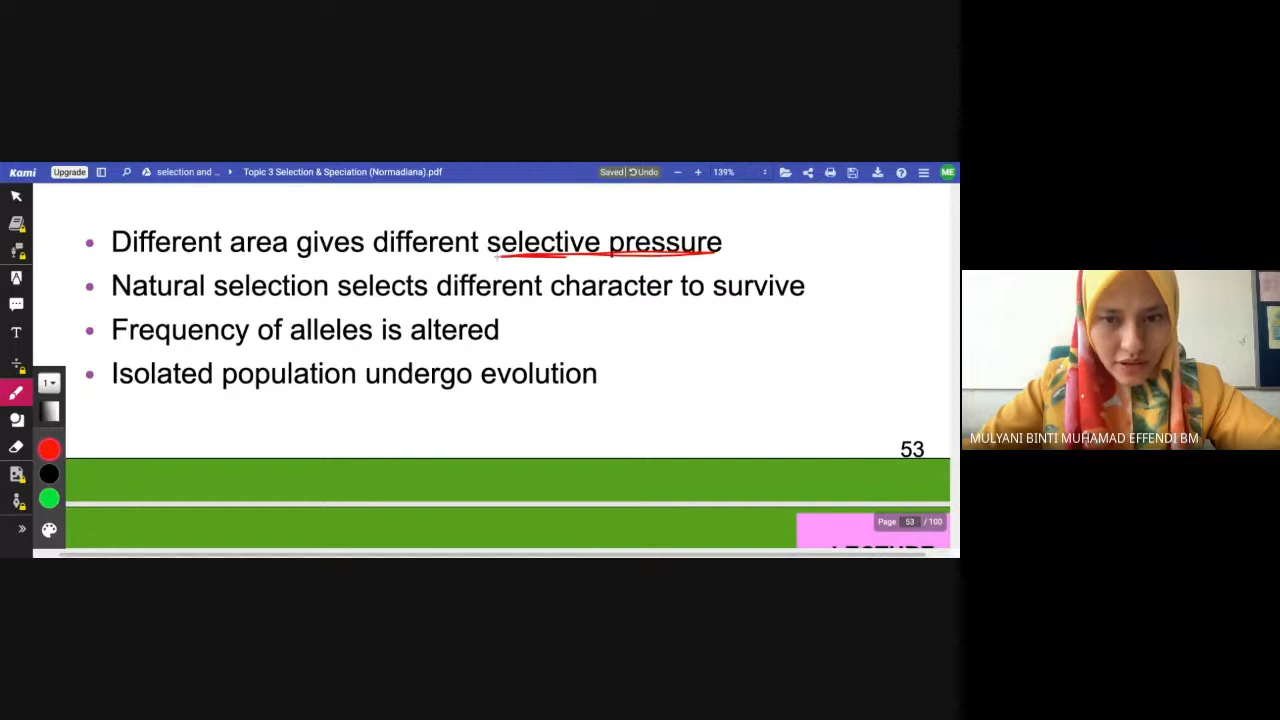 Kami
Upgrade
selection and ...
Topic 3 Selection & Speciation (Normadiana).pdf
Saved
Undo
139%
ME
• Different area gives different selective pressure
• Natural selection selects different character to survive
• Frequency of alleles is altered
• Isolated population undergo evolution
T
1
53
Page 53 / 100
LECTURE
MULYANI BINTI MUHAMAD EFFENDI BM